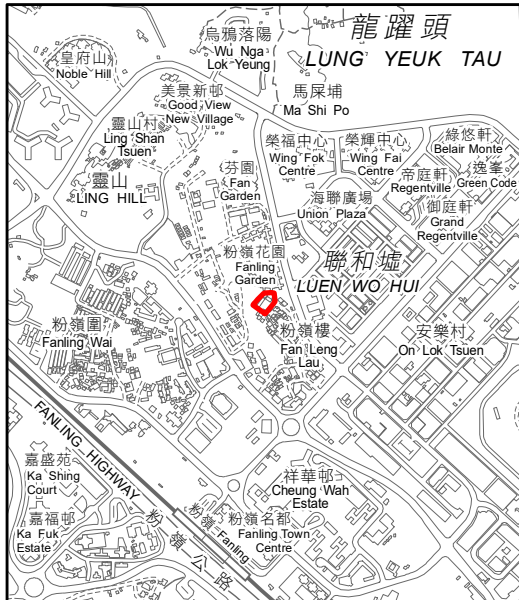 烏鴉落陽
Wu Nga
Lok Yeung
龍躍頭
LUNG YEUK TAU
皇府山
Noble Hill
美景新邨
Good View
New Village
馬屎埔
Ma Shi Po
靈山村
Ling Shan
Tsuen
榮福中心
Wing Fok
Centre
榮輝中心
Wing Fai
Centre
綠悠軒
Belair Monte
靈山
LING HILL
芬園
Fan
Garden
海聯廣場
Union Plaza
帝庭軒
Regentville
逸峯
Green Code
御庭軒
Grand
Regentville
粉嶺花園
Fanling
Garden
聯和墟
LUEN WO HUI
粉嶺圍
Fanling Wai
粉嶺樓
Fan Leng
Lau
安樂村
On Lok Tsuen
FANLING HIGHWAY
粉嶺公路
嘉盛苑
Ka Shing
Court
祥華邨
Cheung Wah
Estate
嘉福邨
Ka Fuk
Estate
粉嶺
Fanling
粉嶺名都
Fanling Town
Centre